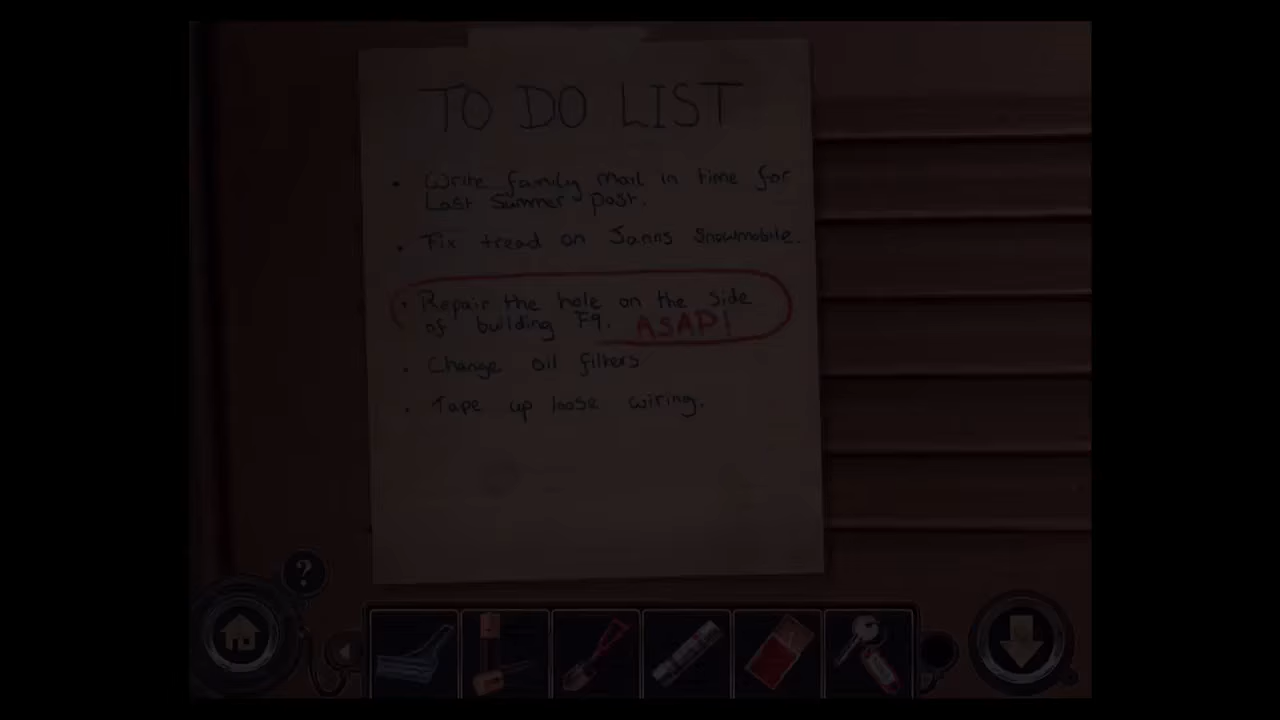 TO DO LIST
• Write family mail in time for
Last Summer post.
• Fix tread on Janns Snowmobile.
• Repair the hole on the side
of building F9. ASAP!
• Change oil filters
• Tape up loose wiring.
?